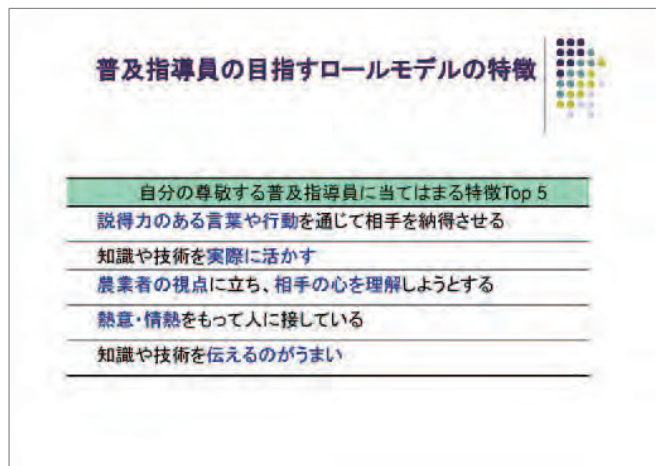 普及指導員の目指すロールモデルの特徴
自分の尊敬する普及指導員に当てはまる特徴Top 5
説得力のある言葉や行動を通じて相手を納得させる
知識や技術を実際に活かす
農業者の視点に立ち、相手の心を理解しようとする
熱意・情熱をもって人に接している
知識や技術を伝えるのがうまい